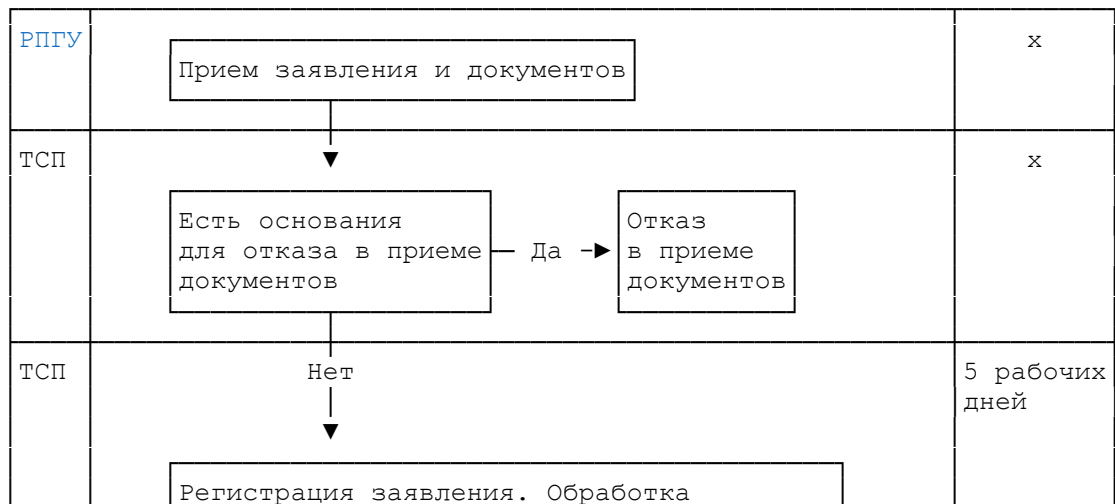 РПГУ
х
Прием заявления и документов
ТСП
х
Есть основания
для отказа в приеме
документов
Да
Отказ
в приеме
документов
ТСП
Нет
5 рабочих
дней
Регистрация заявления. Обработка